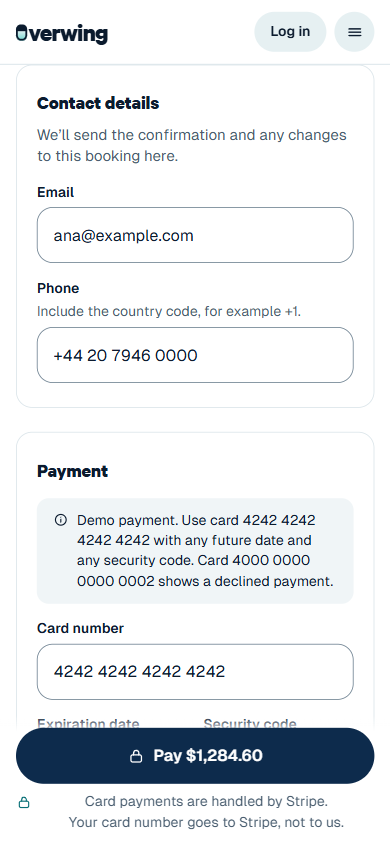 Overwing
Log in
Contact details
We'll send the confirmation and any changes
to this booking here.
Email
ana@example.com
Phone
Include the country code, for example +1.
+44 20 7946 0000
Payment
Demo payment. Use card 4242 4242
4242 4242 with any future date and
any security code. Card 4000 0000
0000 0002 shows a declined payment.
Card number
4242 4242 4242 4242
Expiration date
Security code
Pay $1,284.60
Card payments are handled by Stripe.
Your card number goes to Stripe, not to us.